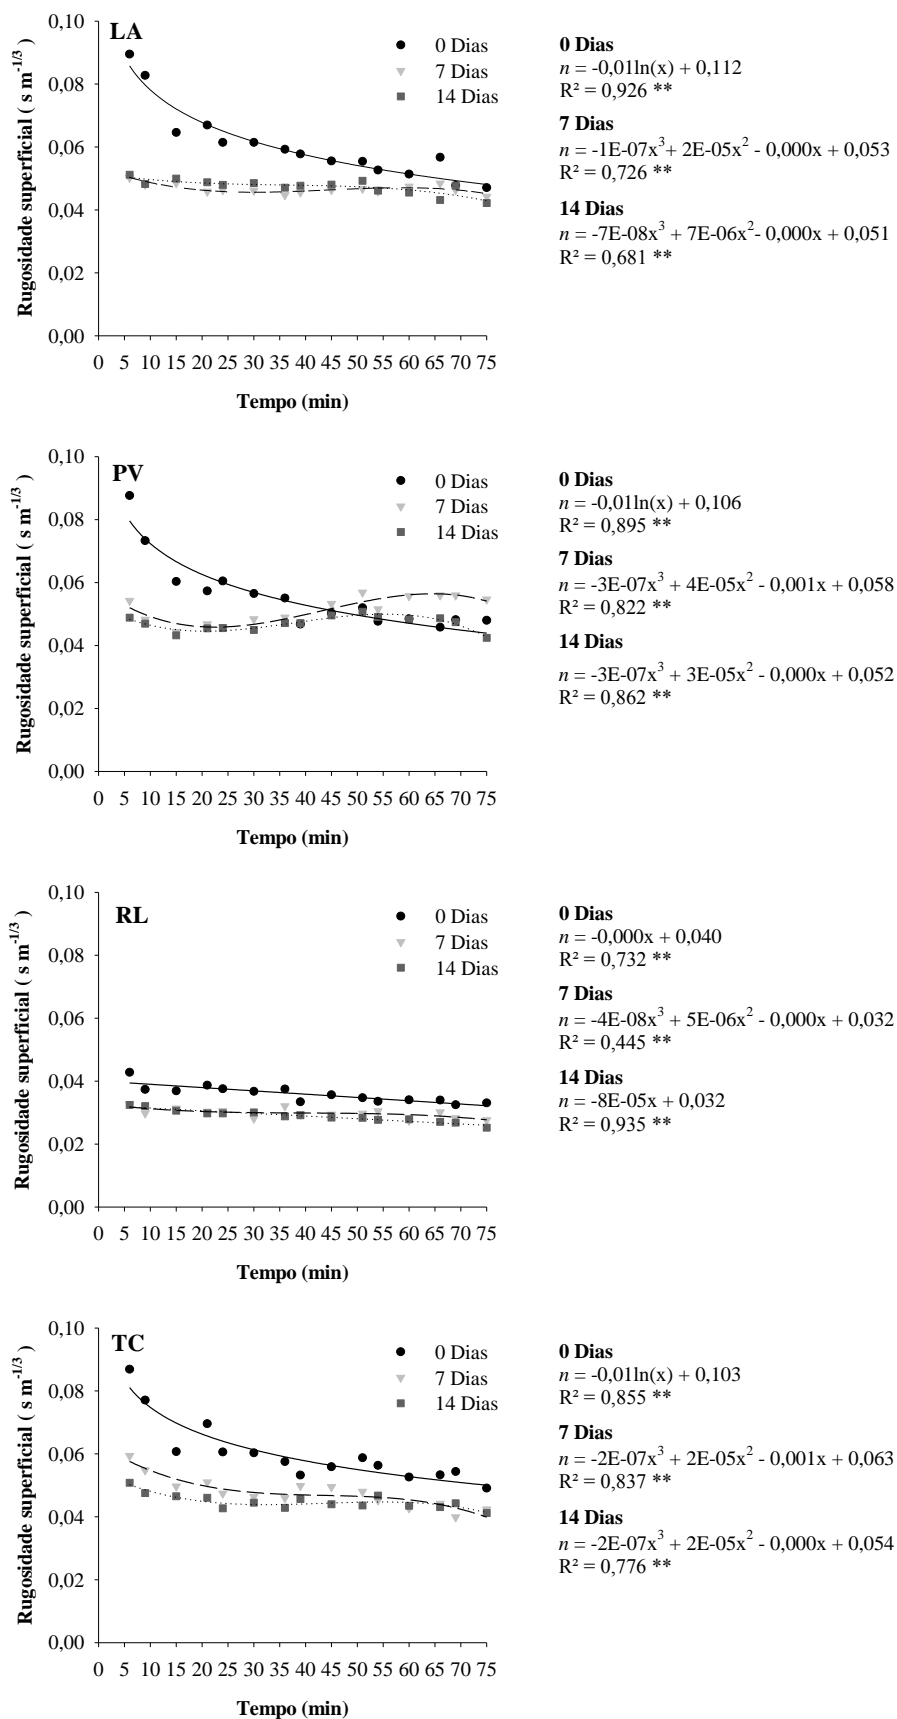 LA
Rugosidade superficial ( s m^-1/3 )
0,10
0,08
0,06
0,04
0,02
0,00
0 5 10 15 21 25 30 36 39 45 50 55 60 65 70 75
Tempo (min)
0 Dias
7 Dias
14 Dias
0 Dias
n = -0,01ln(x) + 0,112
R² = 0,926 **
7 Dias
n = -1E-07x³+ 2E-05x² - 0,000x + 0,053
R² = 0,726 **
14 Dias
n = -7E-08x³ + 7E-06x²- 0,000x + 0,051
R² = 0,681 **
PV
Rugosidade superficial ( s m^-1/3 )
0,10
0,08
0,06
0,04
0,02
0,00
0 5 10 15 21 25 30 36 39 45 50 55 60 65 70 75
Tempo (min)
0 Dias
7 Dias
14 Dias
0 Dias
n = -0,01ln(x) + 0,106
R² = 0,895 **
7 Dias
n = -3E-07x³ + 4E-05x² - 0,001x + 0,058
R² = 0,822 **
14 Dias
n = -3E-07x³ + 3E-05x² - 0,000x + 0,052
R² = 0,862 **
RL
Rugosidade superficial ( s m^-1/3 )
0,10
0,08
0,06
0,04
0,02
0,00
0 5 10 15 21 25 30 36 39 45 50 55 60 65 70 75
Tempo (min)
0 Dias
7 Dias
14 Dias
0 Dias
n = -0,000x + 0,040
R² = 0,732 **
7 Dias
n = -4E-08x³ + 5E-06x² - 0,000x + 0,032
R² = 0,445 **
14 Dias
n = -8E-05x + 0,032
R² = 0,935 **
TC
Rugosidade superficial ( s m^-1/3 )
0,10
0,08
0,06
0,04
0,02
0,00
0 5 10 15 21 25 30 36 39 45 50 55 60 65 70 75
Tempo (min)
0 Dias
7 Dias
14 Dias
0 Dias
n = -0,01ln(x) + 0,103
R² = 0,855 **
7 Dias
n = -2E-07x³ + 2E-05x² - 0,001x + 0,063
R² = 0,837 **
14 Dias
n = -2E-07x³ + 2E-05x² - 0,000x + 0,054
R² = 0,776 **